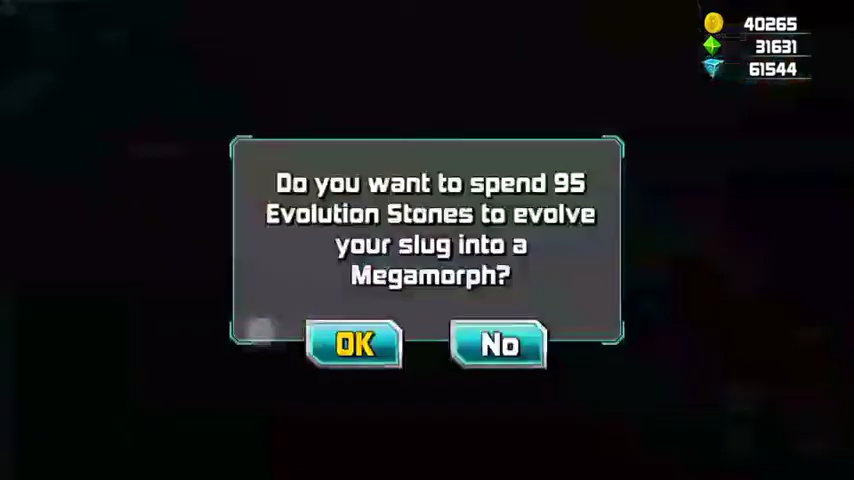 40265
31631
61544
Do you want to spend 95
Evolution Stones to evolve
your slug into a
Megamorph?
OK
No